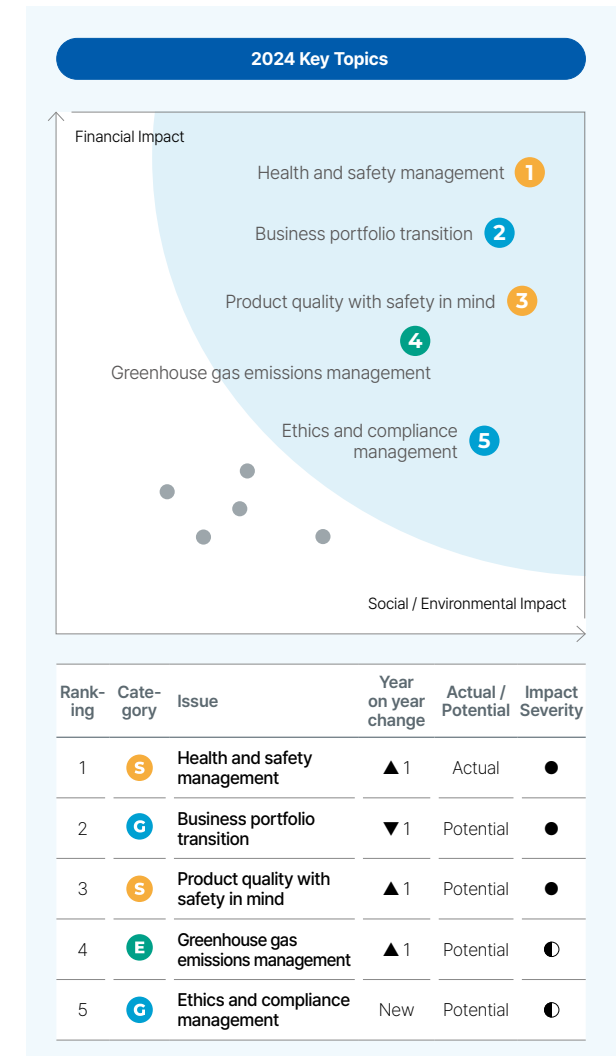 2024 Key Topics
Financial Impact
Health and safety management 1
Business portfolio transition 2
Product quality with safety in mind 3
4
Greenhouse gas emissions management
Ethics and compliance
management 5
Social / Environmental Impact
Rank-
ing
Cate-
gory
Issue
Year
on year
change
Actual /
Potential
Impact
Severity
1
S
Health and safety
management
▲ 1
Actual
●
2
G
Business portfolio
transition
▼ 1
Potential
●
3
S
Product quality with
safety in mind
▲ 1
Potential
●
4
E
Greenhouse gas
emissions management
▲ 1
Potential
◐
5
G
Ethics and compliance
management
New
Potential
◐